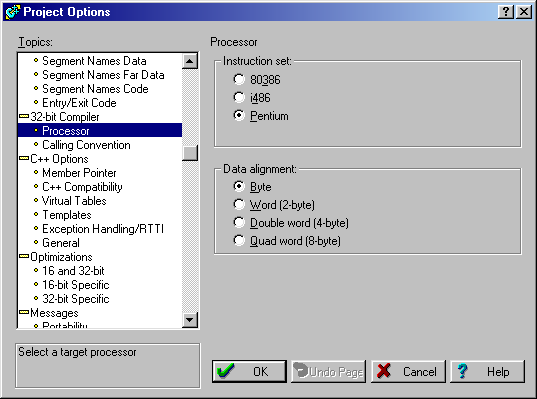 Project Options
Topics:
Segment Names Data
Segment Names Far Data
Segment Names Code
Entry/Exit Code
32-bit Compiler
Processor
Calling Convention
C++ Options
Member Pointer
C++ Compatibility
Virtual Tables
Templates
Exception Handling/RTTI
General
Optimizations
16 and 32-bit
16-bit Specific
32-bit Specific
Messages
Portability
Select a target processor
Processor
Instruction set:
80386
i486
Pentium
Data alignment:
Byte
Word (2-byte)
Double word (4-byte)
Quad word (8-byte)
OK
Undo Page
Cancel
? Help